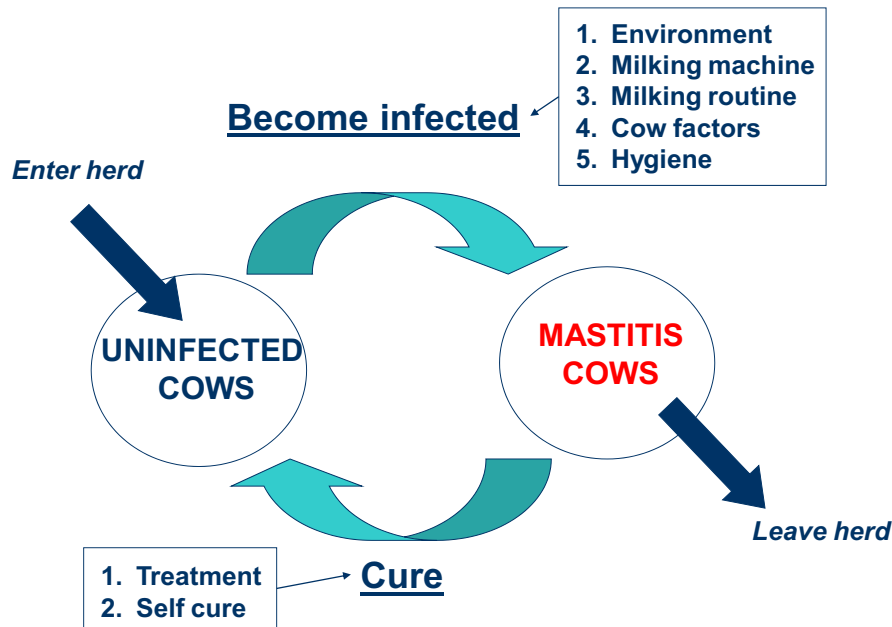 1. Environment
2. Milking machine
3. Milking routine
4. Cow factors
5. Hygiene
Become infected
Enter herd
UNINFECTED
COWS
MASTITIS
COWS
Leave herd
1. Treatment
2. Self cure
Cure